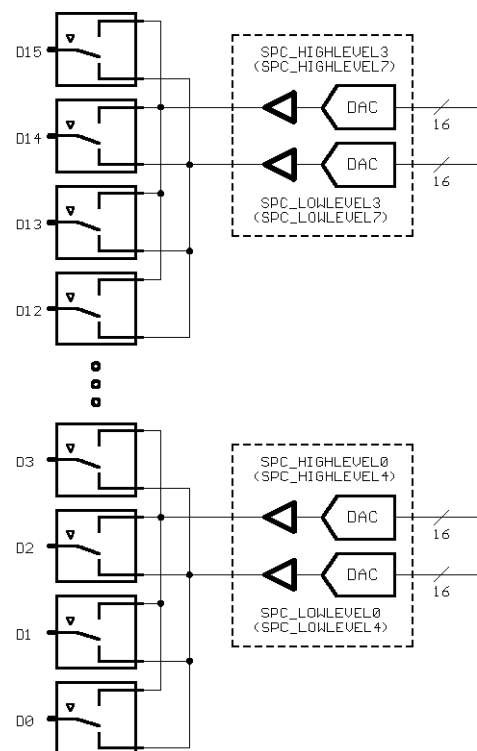 D15
SPC_HIGHLEVEL3
(SPC_HIGHLEVEL7)
DAC
16
D14
DAC
16
SPC_LOWLEVEL3
(SPC_LOWLEVEL7)
D13
D12
D3
SPC_HIGHLEVEL0
(SPC_HIGHLEVEL4)
DAC
16
D2
DAC
16
SPC_LOWLEVEL0
(SPC_LOWLEVEL4)
D1
D0